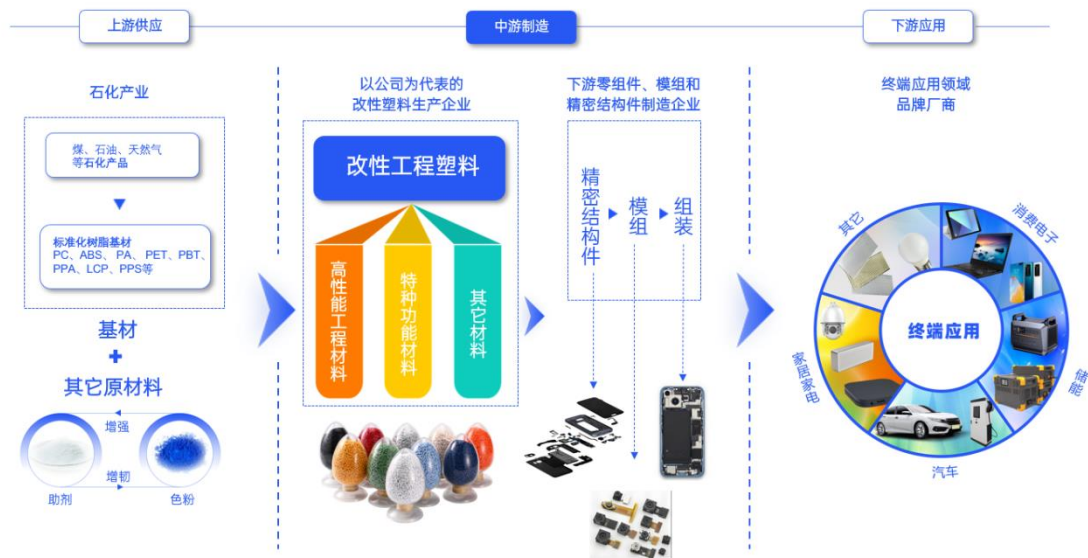 上游供应
中游制造
下游应用
石化产业
煤、石油、天然气
等石化产品
标准化树脂基材
PC、ABS、PA、PET、PBT、
PPA、LCP、PPS等
基材
+
其它原材料
增强
增韧
助剂
色粉
以公司为代表的
改性塑料生产企业
改性工程塑料
高性能工程材料
特种功能材料
其它材料
下游零组件、模组和
精密结构件制造企业
精密结构件
模组
组装
终端应用领域
品牌厂商
其它
消费电子
终端应用
家居家电
储能
汽车